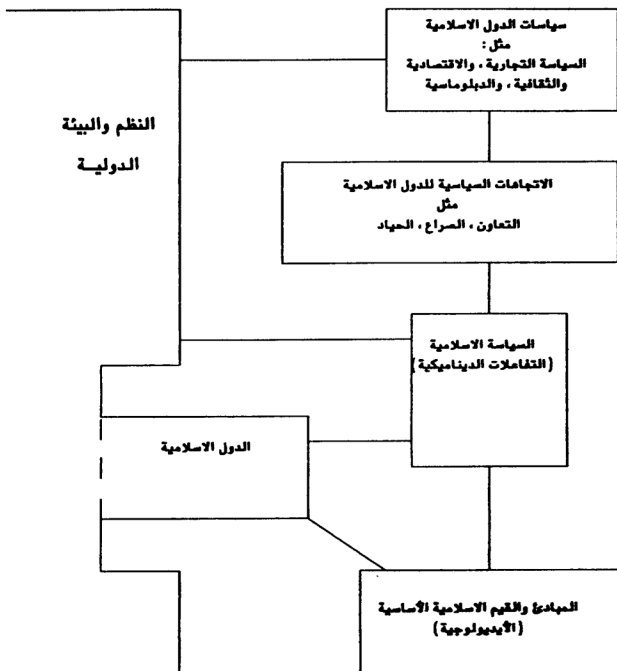 سياسات الدول الاسلامية
مثل :
السياسة التجارية ، والاقتصادية
والثقافية ، والدبلوماسية
النظم والبيئة
الدوليــة
الاتجاهات السياسية للدول الاسلامية
مثل
التعاون ، الصراع ، الحياد
السياسة الاسلامية
(التفاعلات الديناميكية)
الدول الاسلامية
المبادئ والقيم الاسلامية الأساسية
(الأيديولوجية)